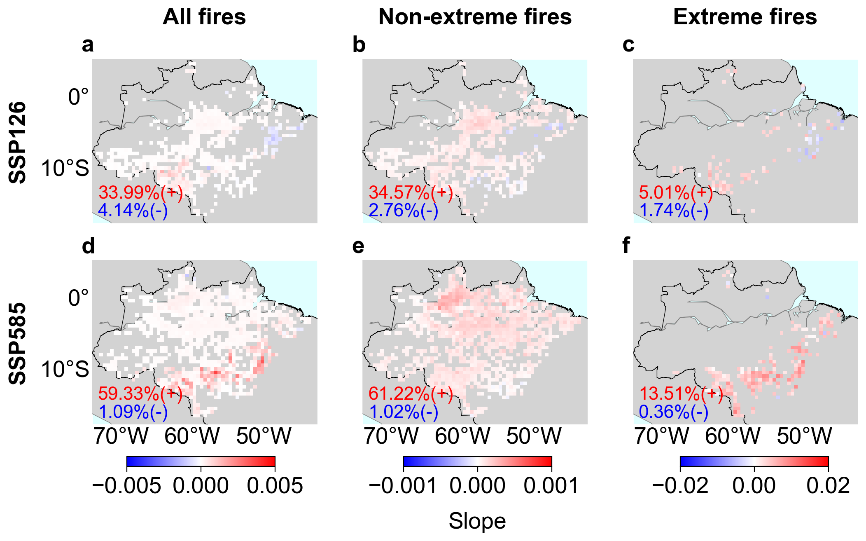 All fires Non-extreme fires Extreme fires
a b c
SSP126
0°
10°S
33.99%(+) 34.57%(+) 5.01%(+)
4.14%(-) 2.76%(-) 1.74%(-)
d e f
SSP585
0°
10°S
59.33%(+) 61.22%(+) 13.51%(+)
1.09%(-) 1.02%(-) 0.36%(-)
70°W 60°W 50°W 70°W 60°W 50°W 70°W 60°W 50°W
−0.005 0.000 0.005 −0.001 0.000 0.001 −0.02 0.00 0.02
Slope